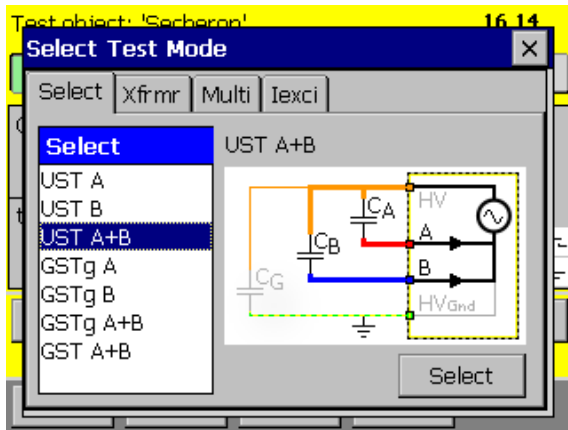 Test object: 'Secheron'
16 14
Select Test Mode
Select Xfrmr Multi Iexci
Select
UST A
UST B
UST A+B
GSTg A
GSTg B
GSTg A+B
GST A+B
UST A+B
HV
CA
A
CB
B
CG
HVGnd
Select